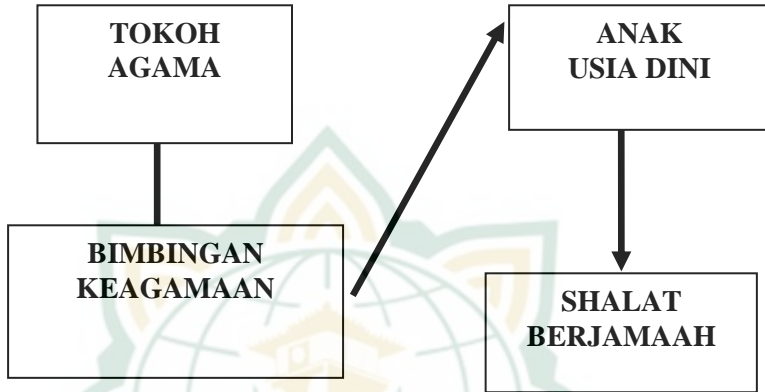 TOKOH
AGAMA
BIMBINGAN
KEAGAMAAN
ANAK
USIA DINI
SHALAT
BERJAMAAH